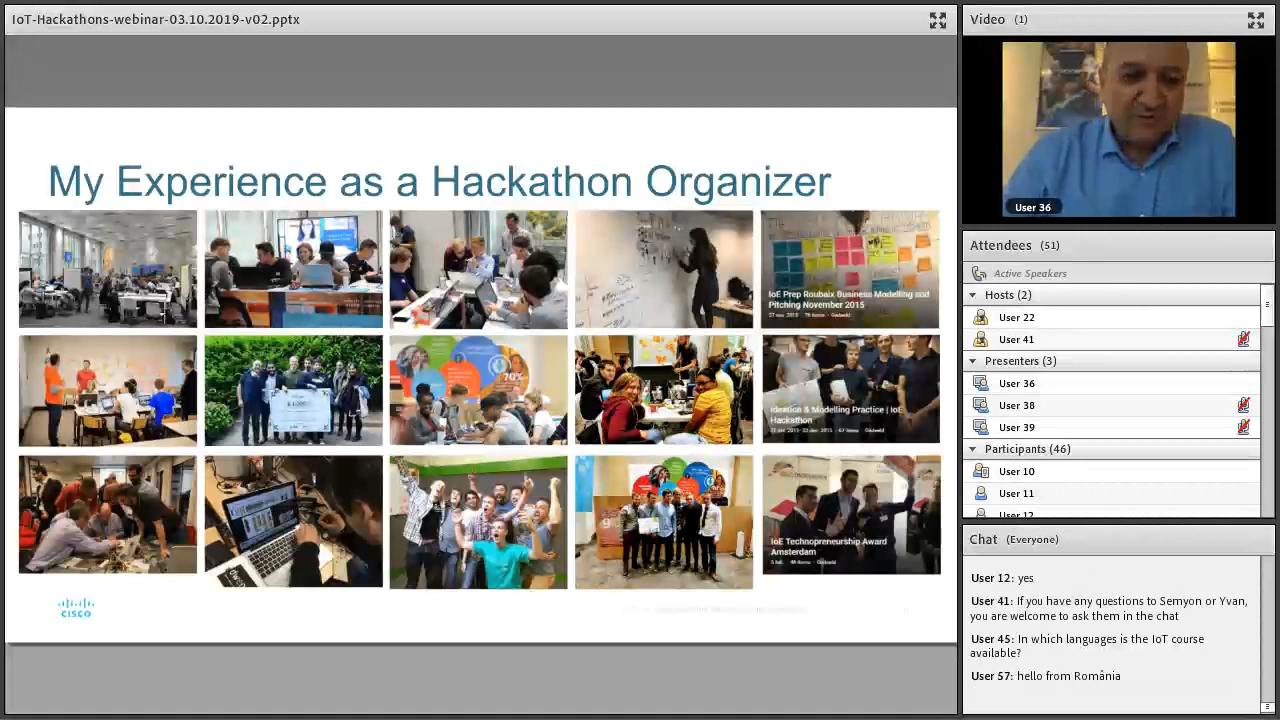 IoT-Hackathons-webinar-03.10.2019-v02.pptx
My Experience as a Hackathon Organizer
IoE Prep Roubaix Business Modelling and
Pitching November 2015
70%
Ideation & Modelling Practice | IoE
Hackathon
IoE Technopreneurship Award
Amsterdam
CISCO
Video (1)
User 36
Attendees (51)
Active Speakers
Hosts (2)
User 22
User 41
Presenters (3)
User 36
User 38
User 39
Participants (46)
User 10
User 11
User 12
Chat (Everyone)
User 12: yes
User 41: If you have any questions to Semyon or Yvan,
you are welcome to ask them in the chat
User 45: In which languages is the IoT course
available?
User 57: hello from România